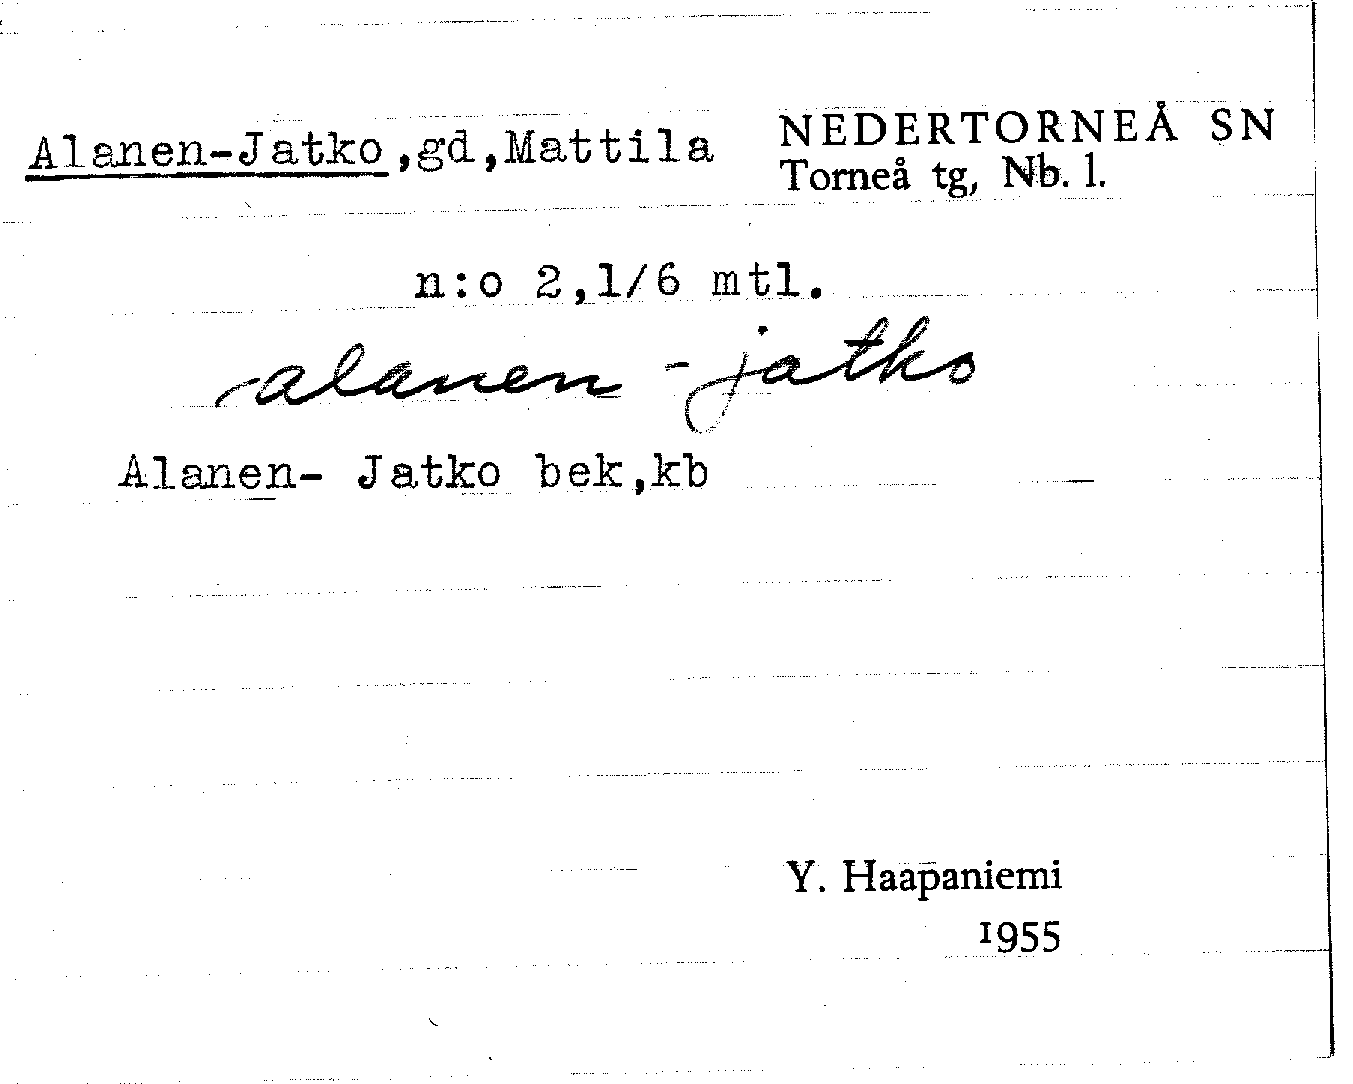 Alanen-Jatko,gd,Mattila
NEDERTORNEÅ SN
Torneå tg, Nb. l.
n:o 2,1/6 mtl.
alanen - jatko
Alanen- Jatko bek,kb
Y. Haapaniemi
1955